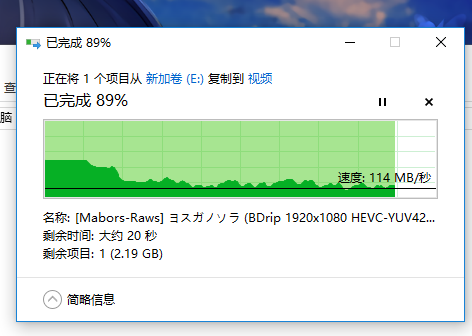 已完成 89%
正在将 1 个项目从 新加卷 (E:) 复制到 视频
已完成 89%
查
脑
速度: 114 MB/秒
名称: [Mabors-Raws] ヨスガノソラ (BDrip 1920x1080 HEVC-YUV42...
剩余时间: 大约 20 秒
剩余项目: 1 (2.19 GB)
简略信息